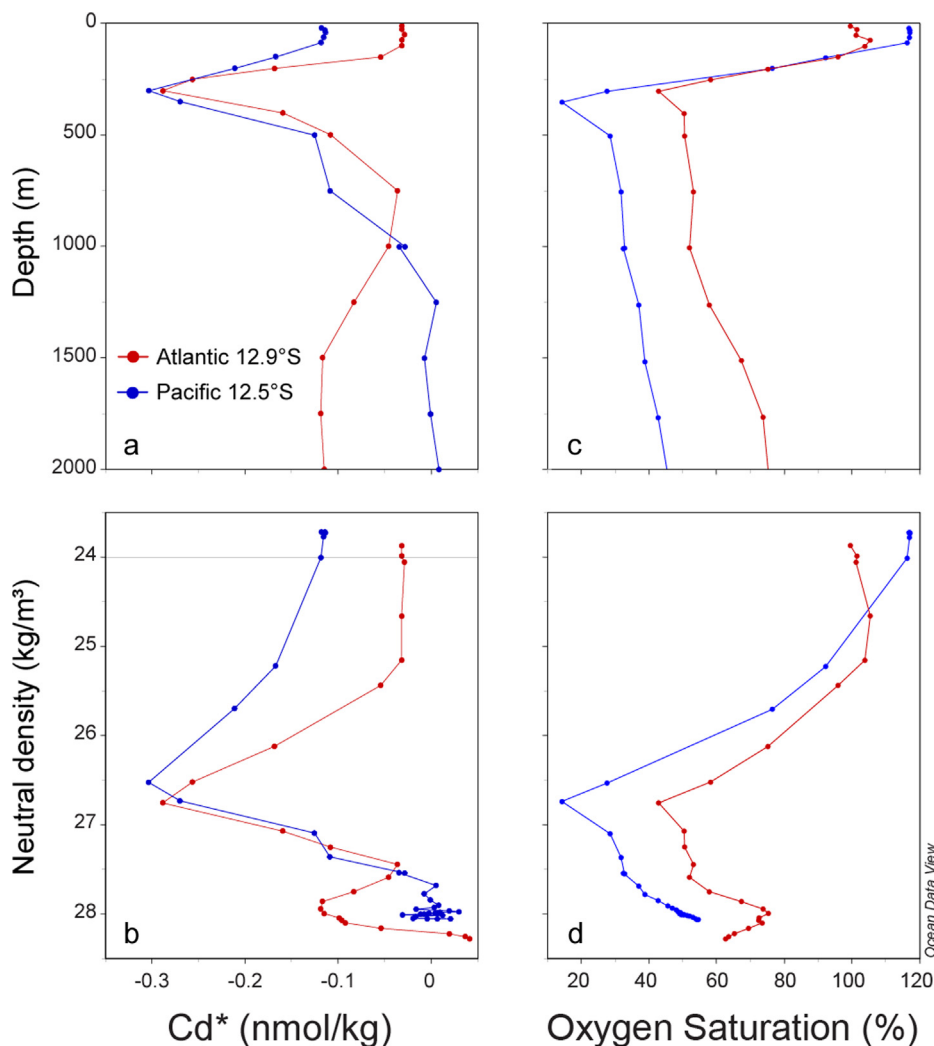 0
500
1000
1500
2000
Depth (m)
Atlantic 12.9°S
Pacific 12.5°S
a
c
24
25
26
27
28
Neutral density (kg/m³)
b
d
-0.3 -0.2 -0.1 0
20 40 60 80 100 120
Cd* (nmol/kg)
Oxygen Saturation (%)
Ocean Data View